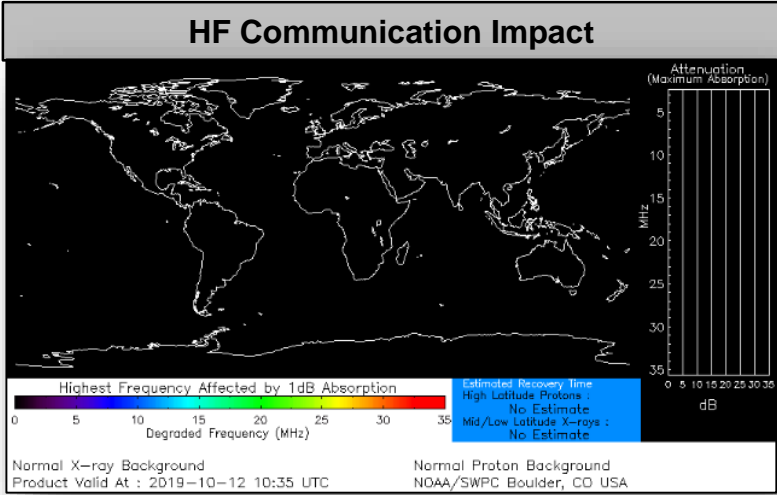 HF Communication Impact
Attenuation
(Maximum Absorption)
5
10
15
20
25
30
35
MHz
0 5 10 15 20 25 30 35
dB
Highest Frequency Affected by 1dB Absorption
0 5 10 15 20 25 30 35
Degraded Frequency (MHz)
Estimated Recovery Time
High Latitude Protons :
No Estimate
Mid/Low Latitude X-rays :
No Estimate
Normal X-ray Background
Normal Proton Background
Product Valid At : 2019-10-12 10:35 UTC
NOAA/SWPC Boulder, CO USA